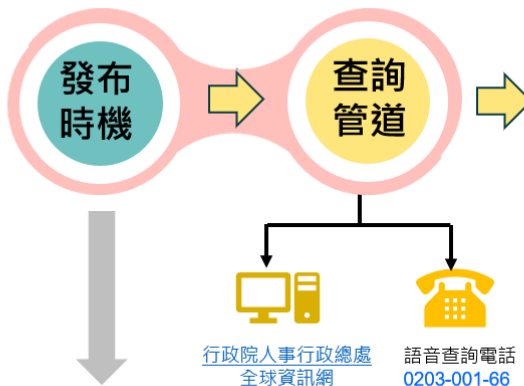 發布
時機
查詢
管道
行政院人事行政總處
全球資訊網
語音查詢電話
0203-001-66